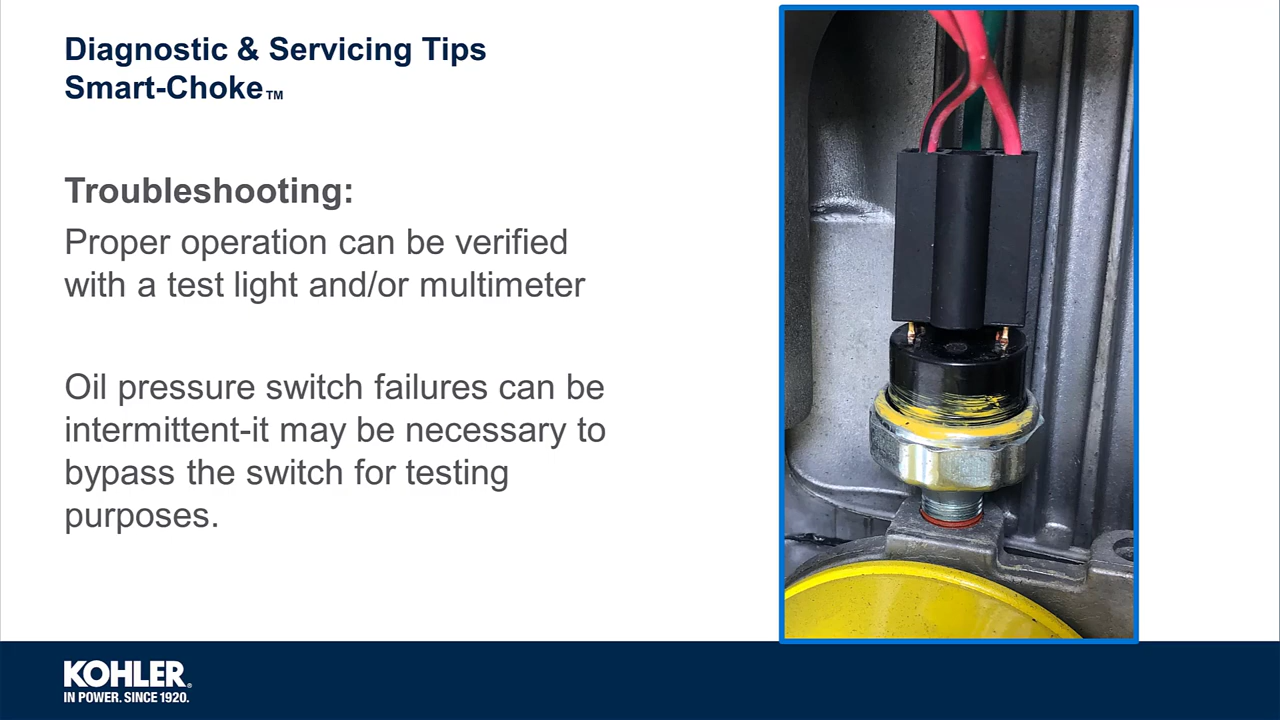 Diagnostic & Servicing Tips
Smart-Choke™
Troubleshooting:
Proper operation can be verified
with a test light and/or multimeter
Oil pressure switch failures can be
intermittent-it may be necessary to
bypass the switch for testing
purposes.
KOHLER®
IN POWER. SINCE 1920.